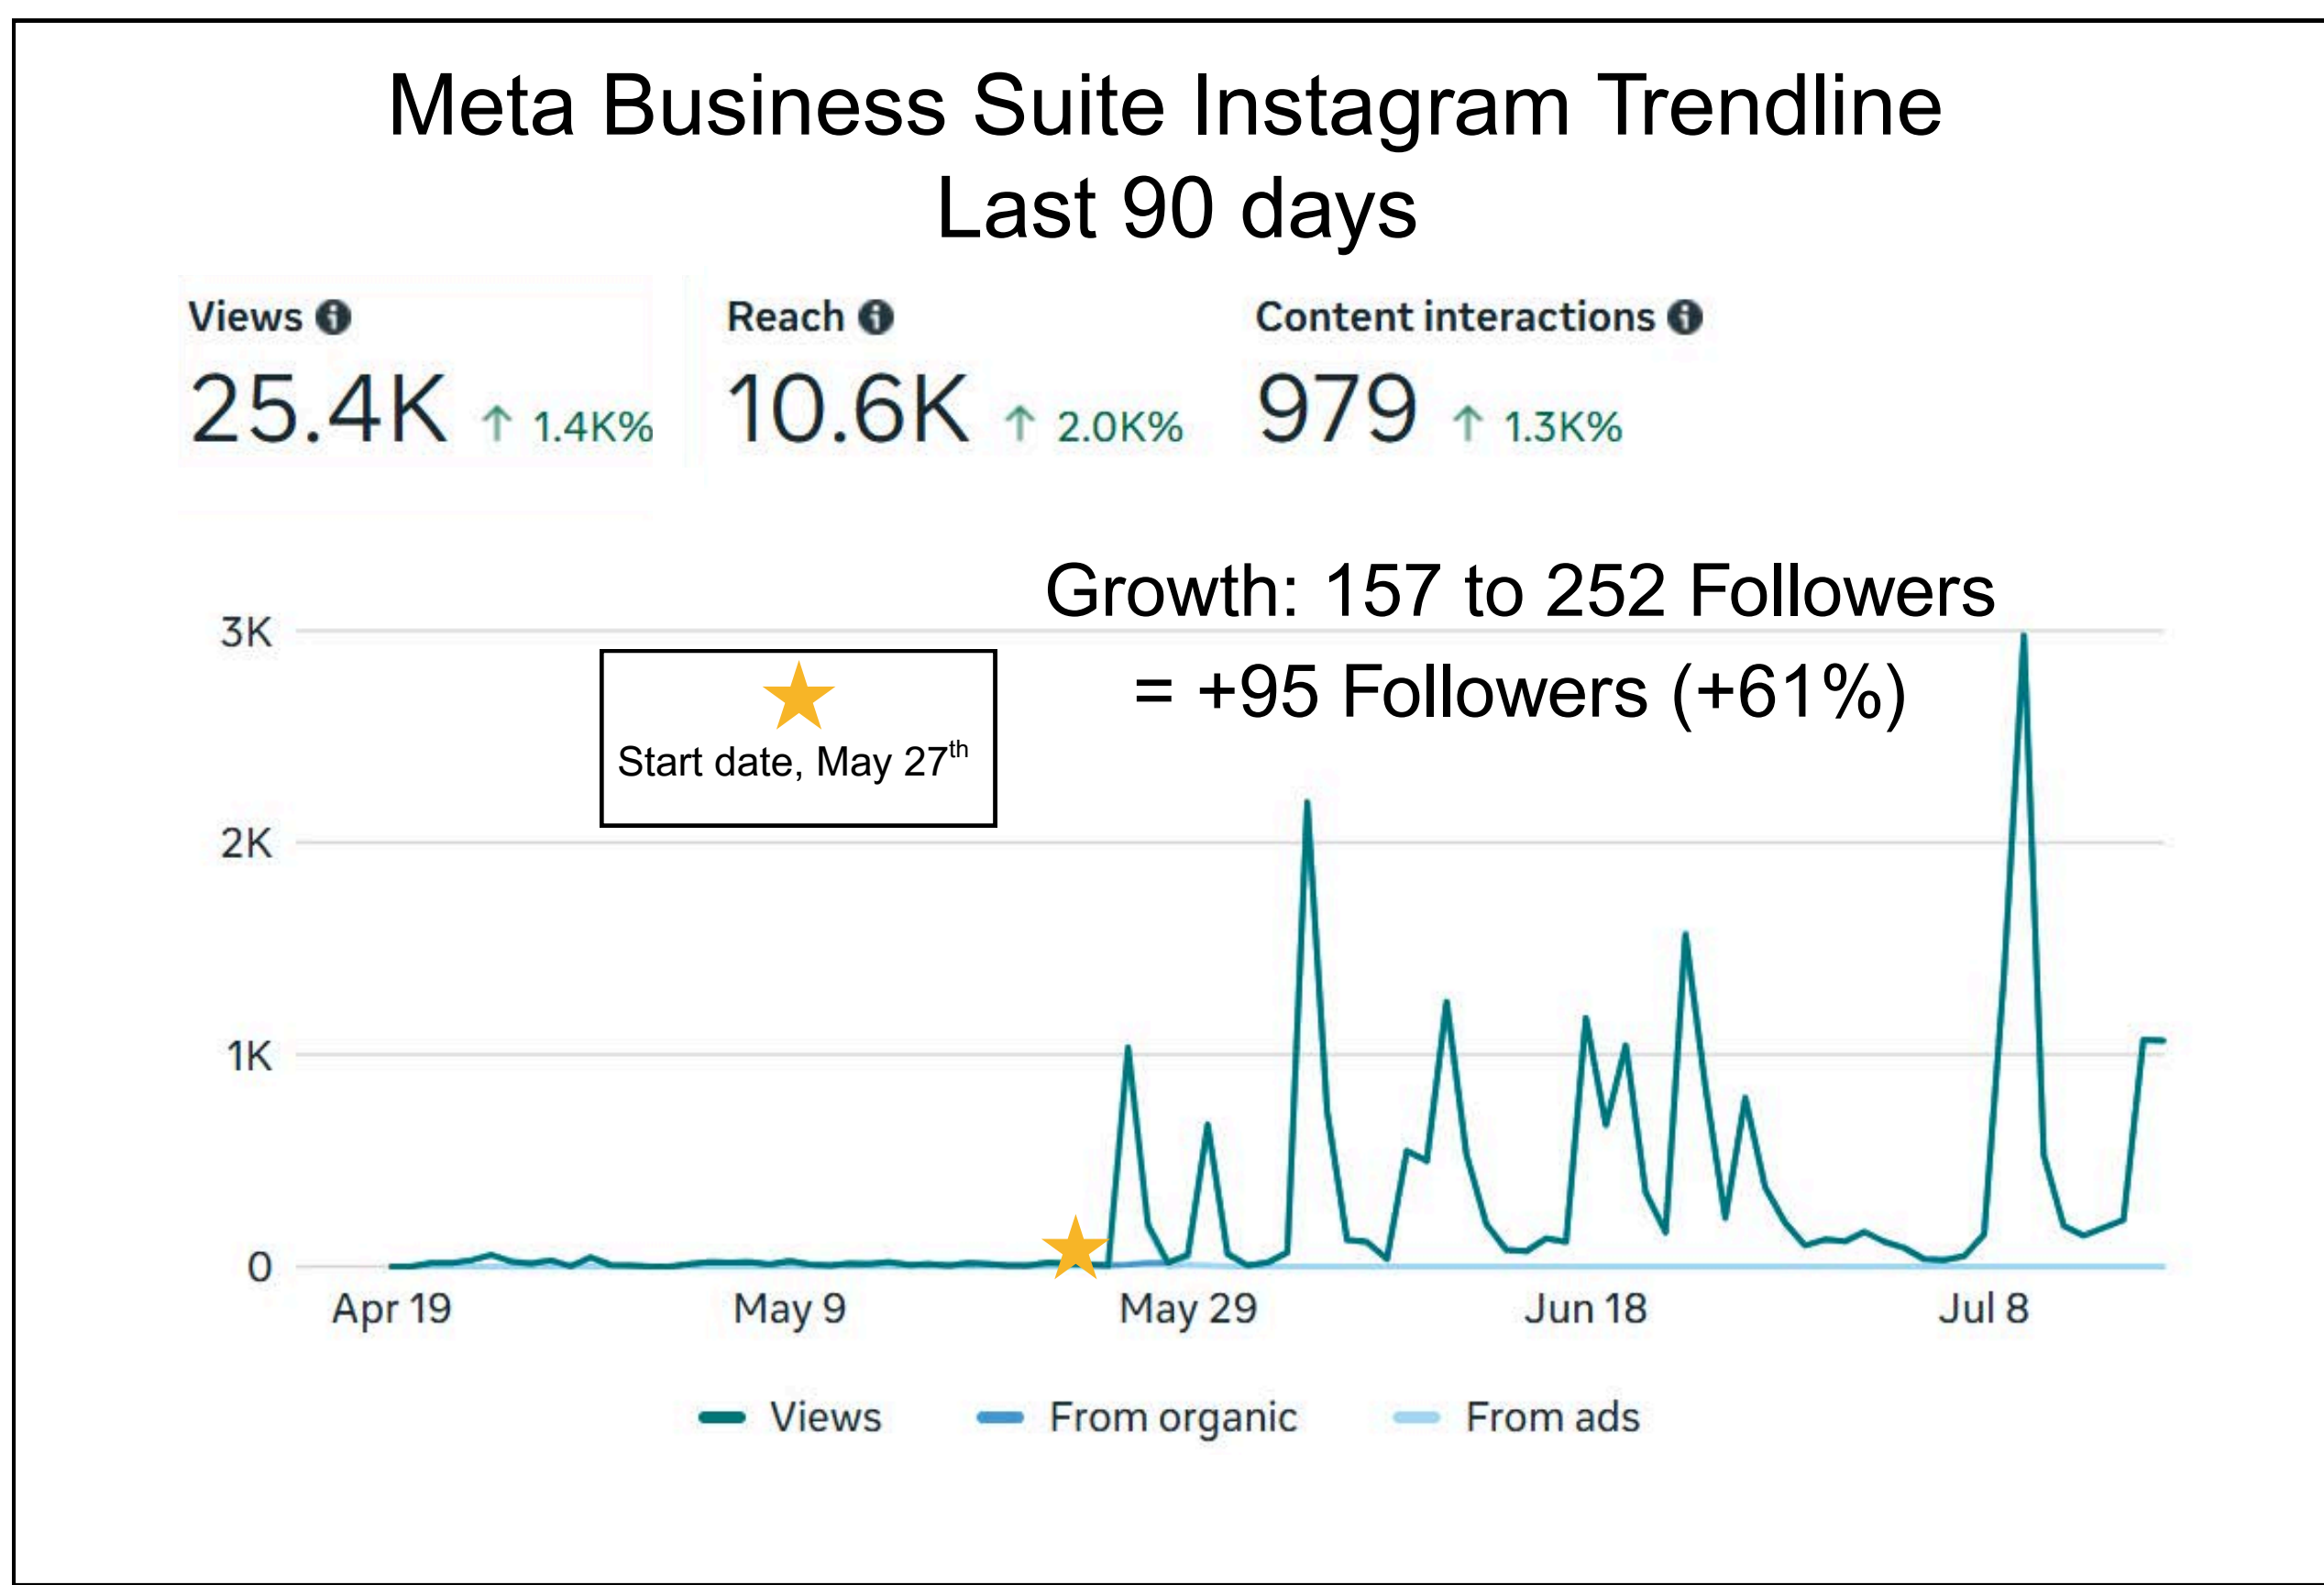 Meta Business Suite Instagram Trendline
Last 90 days
Views
Reach
Content interactions
25.4K ↑ 1.4K%
10.6K ↑ 2.0K%
979 ↑ 1.3K%
Growth: 157 to 252 Followers
= +95 Followers (+61%)
Start date, May 27th
3K
2K
1K
0
Apr 19
May 9
May 29
Jun 18
Jul 8
Views
From organic
From ads